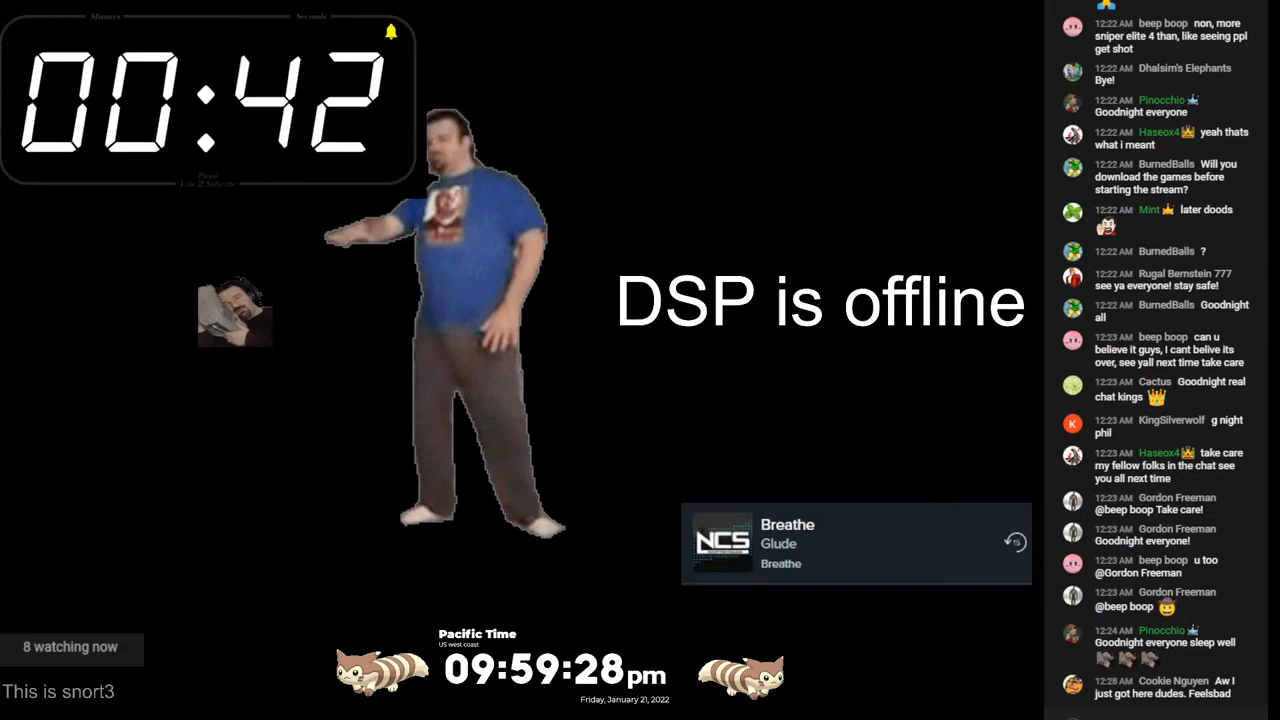 Minutes
Seconds
00:42
Please
Like & Subscribe
DSP is offline
NCS
Breathe
Glude
Breathe
15
8 watching now
This is snort3
Pacific Time
US west coast
09:59:28pm
Friday, January 21, 2022
12:22 AM beep boop non, more
sniper elite 4 than, like seeing ppl
get shot
12:22 AM Dhalsim's Elephants
Bye!
12:22 AM Pinocchio
Goodnight everyone
12:22 AM Haseox4 yeah thats
what i meant
12:22 AM BurnedBalls Will you
download the games before
starting the stream?
12:22 AM Mint later doods
12:22 AM BurnedBalls ?
12:22 AM Rugal Bernstein 777
see ya everyone! stay safe!
12:22 AM BurnedBalls Goodnight
all
12:23 AM beep boop can u
believe it guys, I cant belive its
over, see yall next time take care
12:23 AM Cactus Goodnight real
chat kings
K
12:23 AM KingSilverwolf g night
phil
12:23 AM Haseox4 take care
my fellow folks in the chat see
you all next time
12:23 AM Gordon Freeman
@beep boop Take care!
12:23 AM Gordon Freeman
Goodnight everyone!
12:23 AM beep boop u too
@Gordon Freeman
12:23 AM Gordon Freeman
@beep boop
12:24 AM Pinocchio
Goodnight everyone sleep well
12:28 AM Cookie Nguyen Aw I
just got here dudes. Feelsbad